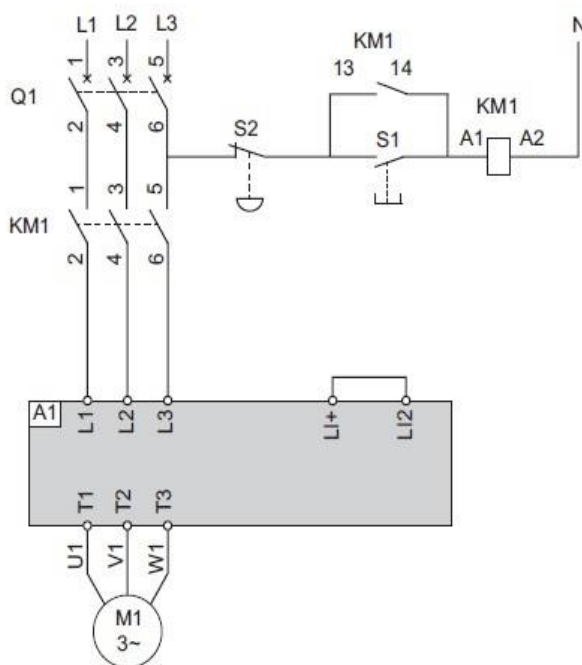 L1 L2 L3 N
KM1
1 3 5 13 14 KM1
Q1
2 4 6 S2 S1 A1 A2
1 3 5
KM1
2 4 6
A1
L1 L2 L3 LI+ LI2
T1 T2 T3
U1 V1 W1
M1
3~